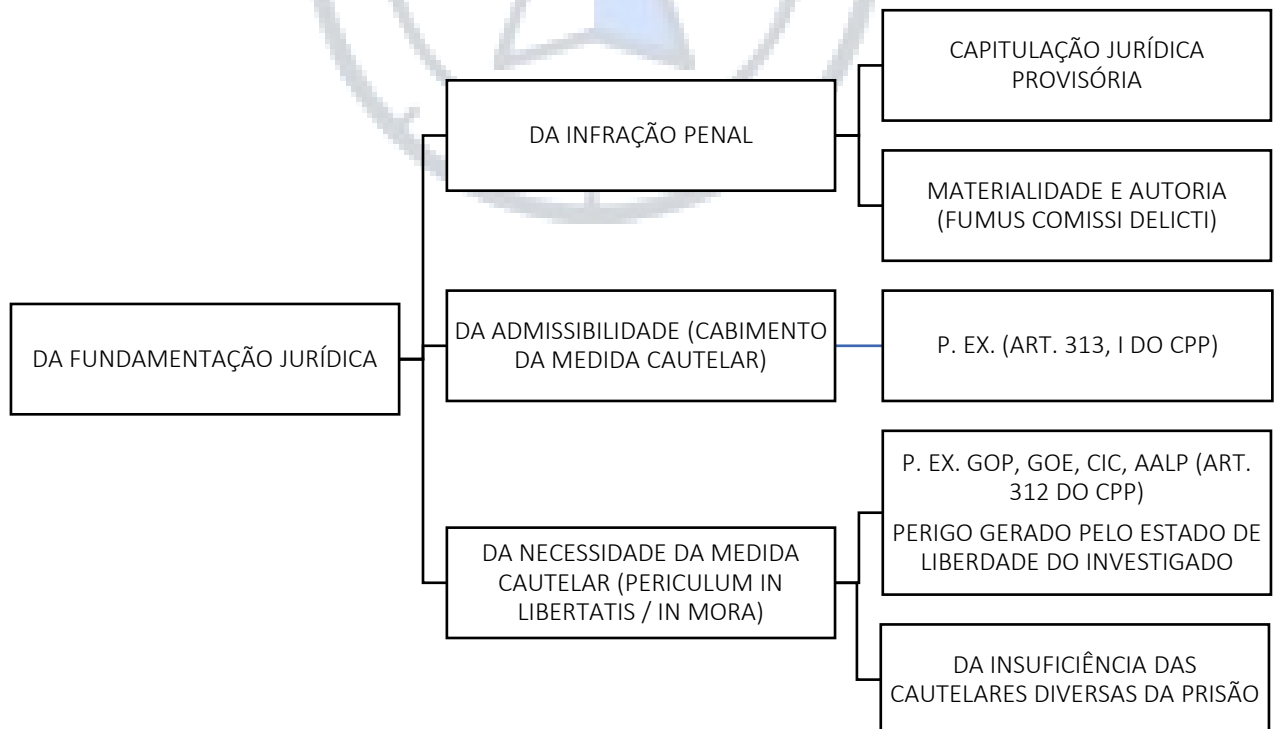 DA FUNDAMENTAÇÃO JURÍDICA
DA INFRAÇÃO PENAL
CAPITULAÇÃO JURÍDICA
PROVISÓRIA
MATERIALIDADE E AUTORIA
(FUMUS COMISSI DELICTI)
DA ADMISSIBILIDADE (CABIMENTO
DA MEDIDA CAUTELAR)
P. EX. (ART. 313, I DO CPP)
DA NECESSIDADE DA MEDIDA
CAUTELAR (PERICULUM IN
LIBERTATIS / IN MORA)
P. EX. GOP, GOE, CIC, AALP (ART.
312 DO CPP)
PERIGO GERADO PELO ESTADO DE
LIBERDADE DO INVESTIGADO
DA INSUFICIÊNCIA DAS
CAUTELARES DIVERSAS DA PRISÃO